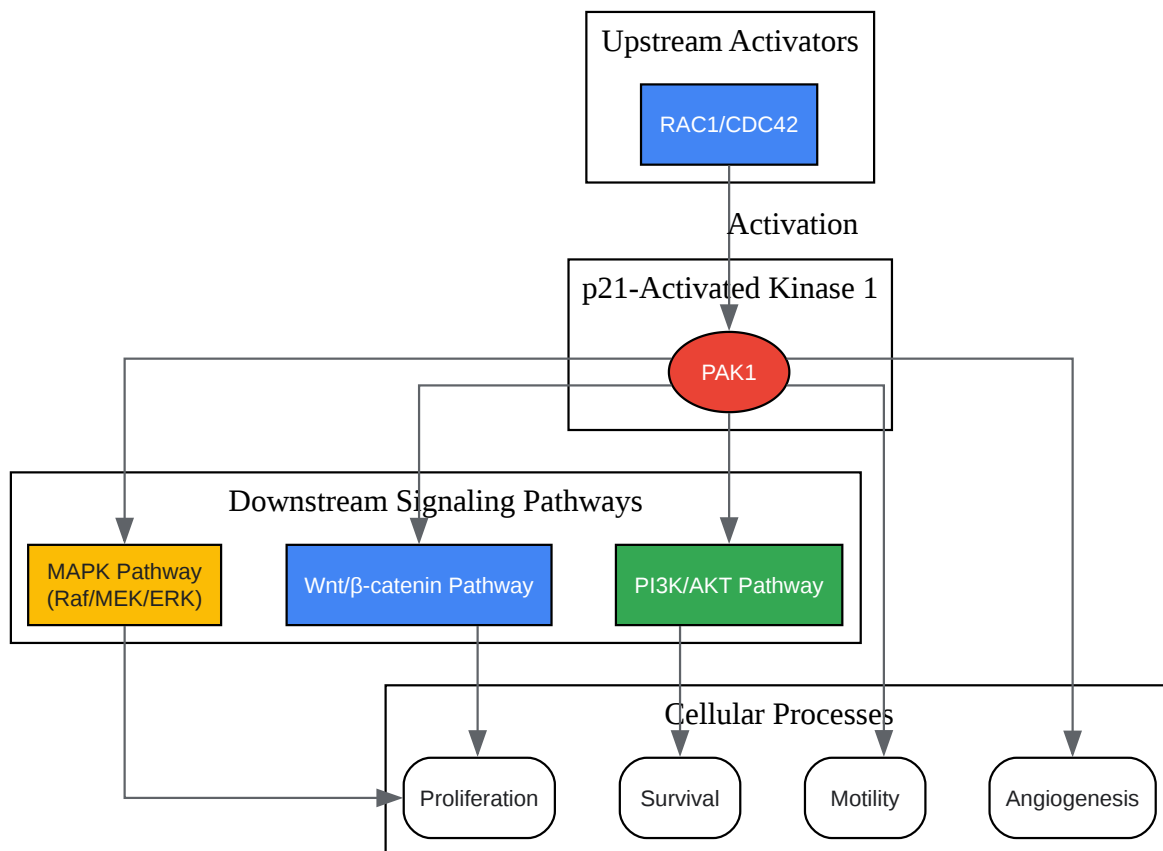 Upstream Activators
RAC1/CDC42
Activation
p21-Activated Kinase 1
PAK1
Downstream Signaling Pathways
MAPK Pathway
(Raf/MEK/ERK)
Wnt/β-catenin Pathway
PI3K/AKT Pathway
Cellular Processes
Proliferation
Survival
Motility
Angiogenesis